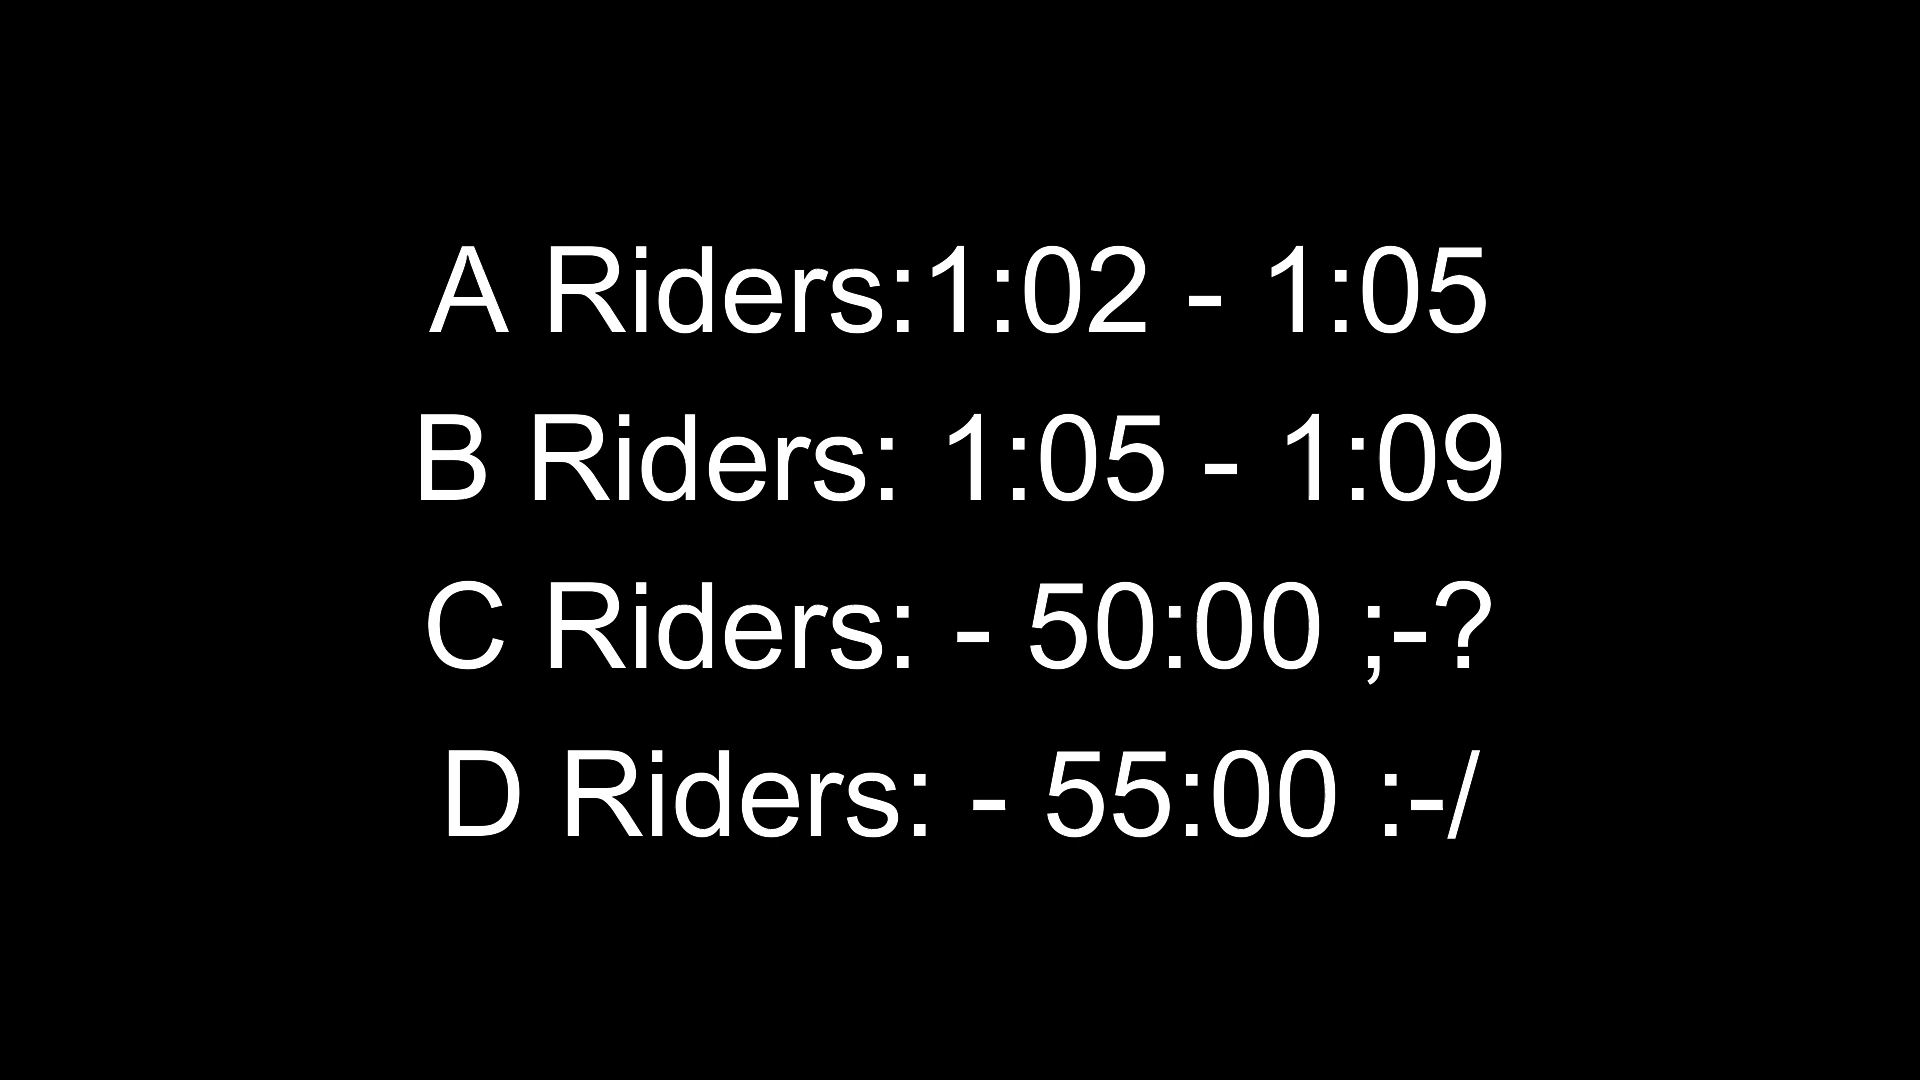 A Riders:1:02 - 1:05
B Riders: 1:05 - 1:09
C Riders: - 50:00 ;-?
D Riders: - 55:00 :-/